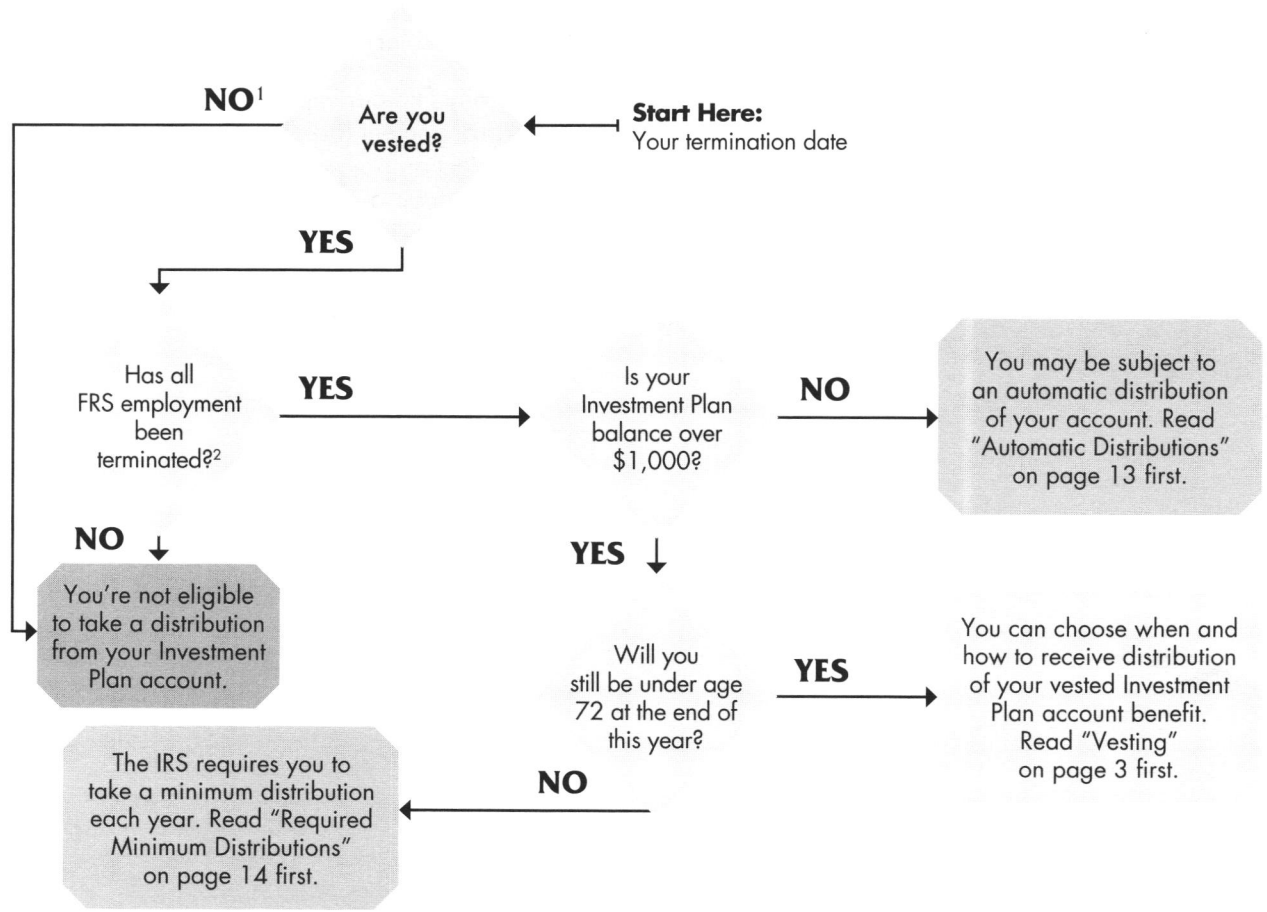 NO¹
Are you
vested?
Start Here:
Your termination date
YES
Has all
FRS employment
been
terminated?²
YES
Is your
Investment Plan
balance over
$1,000?
NO
You may be subject to
an automatic distribution
of your account. Read
“Automatic Distributions”
on page 13 first.
NO
YES
You’re not eligible
to take a distribution
from your Investment
Plan account.
Will you
still be under age
72 at the end of
this year?
YES
You can choose when and
how to receive distribution
of your vested Investment
Plan account benefit.
Read “Vesting”
on page 3 first.
NO
The IRS requires you to
take a minimum distribution
each year. Read “Required
Minimum Distributions”
on page 14 first.